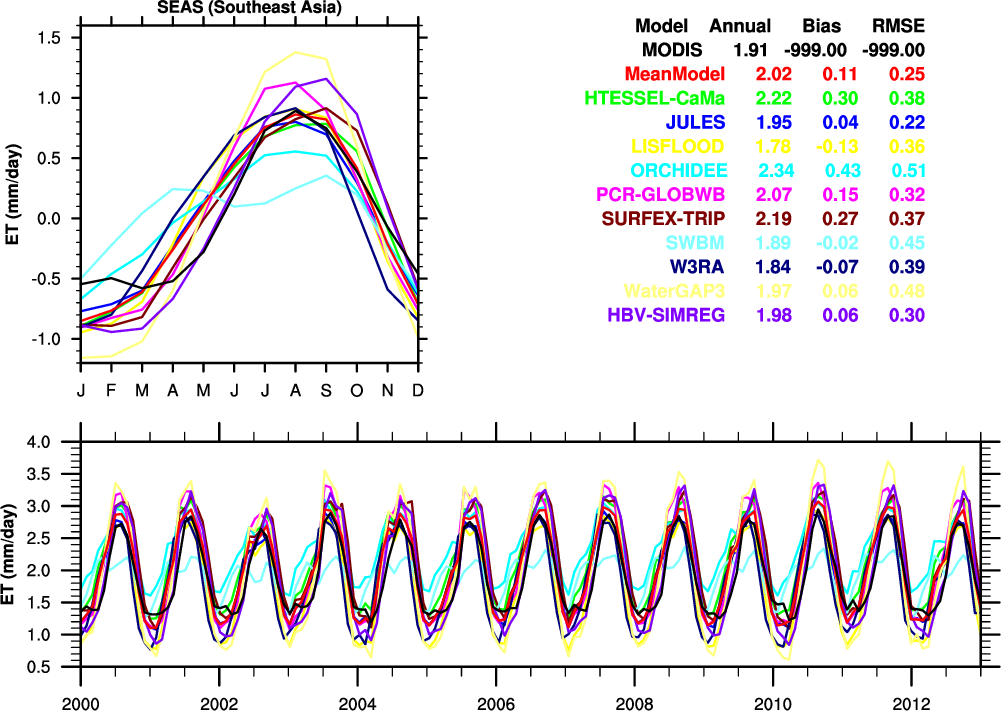 SEAS (Southeast Asia)
Model Annual Bias RMSE
MODIS 1.91 -999.00 -999.00
MeanModel 2.02 0.11 0.25
HTESSEL-CaMa 2.22 0.30 0.38
JULES 1.95 0.04 0.22
LISFLOOD 1.78 -0.13 0.36
ORCHIDEE 2.34 0.43 0.51
PCR-GLOBWB 2.07 0.15 0.32
SURFEX-TRIP 2.19 0.27 0.37
SWBM 1.89 -0.02 0.45
W3RA 1.84 -0.07 0.39
WaterGAP3 1.97 0.06 0.48
HBV-SIMREG 1.98 0.06 0.30
ET (mm/day)
1.5
1.0
0.5
0.0
-0.5
-1.0
J F M A M J J A S O N D
ET (mm/day)
4.0
3.5
3.0
2.5
2.0
1.5
1.0
0.5
2000 2002 2004 2006 2008 2010 2012